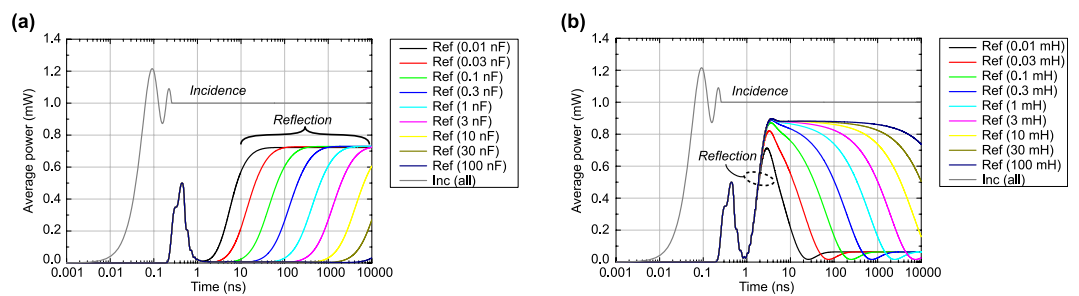 (a)
1.4
1.2
1.0
0.8
0.6
0.4
0.2
0.0
Average power (mW)
0.001 0.01 0.1 1 10 100 1000 10000
Time (ns)
Incidence
Reflection
Ref (0.01 nF)
Ref (0.03 nF)
Ref (0.1 nF)
Ref (0.3 nF)
Ref (1 nF)
Ref (3 nF)
Ref (10 nF)
Ref (30 nF)
Ref (100 nF)
Inc (all)
(b)
1.4
1.2
1.0
0.8
0.6
0.4
0.2
0.0
Average power (mW)
0.001 0.01 0.1 1 10 100 1000 10000
Time (ns)
Incidence
Reflection
Ref (0.01 mH)
Ref (0.03 mH)
Ref (0.1 mH)
Ref (0.3 mH)
Ref (1 mH)
Ref (3 mH)
Ref (10 mH)
Ref (30 mH)
Ref (100 mH)
Inc (all)